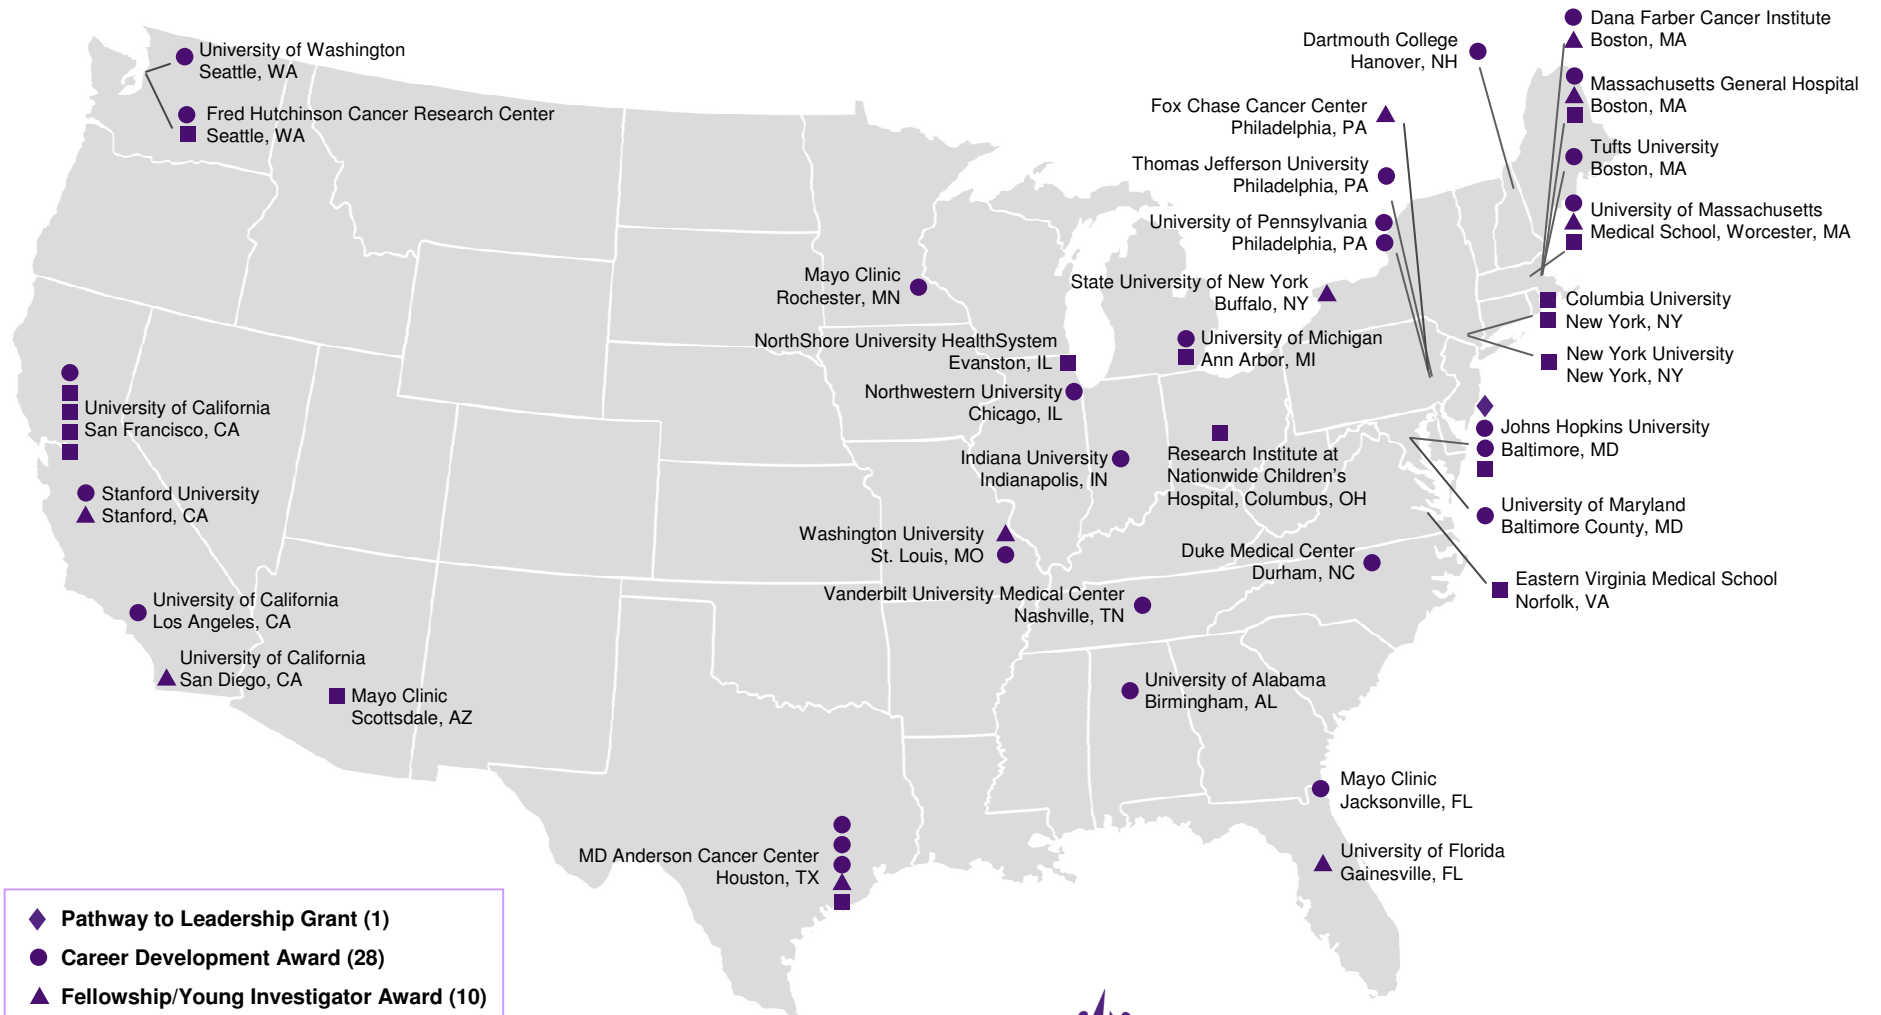 University of Washington
Seattle, WA
Fred Hutchinson Cancer Research Center
Seattle, WA
University of California
San Francisco, CA
Stanford University
Stanford, CA
University of California
Los Angeles, CA
University of California
San Diego, CA
Mayo Clinic
Scottsdale, AZ
Mayo Clinic
Rochester, MN
NorthShore University HealthSystem
Evanston, IL
Northwestern University
Chicago, IL
Indiana University
Indianapolis, IN
Washington University
St. Louis, MO
Vanderbilt University Medical Center
Nashville, TN
MD Anderson Cancer Center
Houston, TX
Dartmouth College
Hanover, NH
Fox Chase Cancer Center
Philadelphia, PA
Thomas Jefferson University
Philadelphia, PA
University of Pennsylvania
Philadelphia, PA
State University of New York
Buffalo, NY
University of Michigan
Ann Arbor, MI
Research Institute at
Nationwide Children's
Hospital, Columbus, OH
Duke Medical Center
Durham, NC
University of Alabama
Birmingham, AL
Mayo Clinic
Jacksonville, FL
University of Florida
Gainesville, FL
Dana Farber Cancer Institute
Boston, MA
Massachusetts General Hospital
Boston, MA
Tufts University
Boston, MA
University of Massachusetts
Medical School, Worcester, MA
Columbia University
New York, NY
New York University
New York, NY
Johns Hopkins University
Baltimore, MD
University of Maryland
Baltimore County, MD
Eastern Virginia Medical School
Norfolk, VA
Pathway to Leadership Grant (1)
Career Development Award (28)
Fellowship/Young Investigator Award (10)